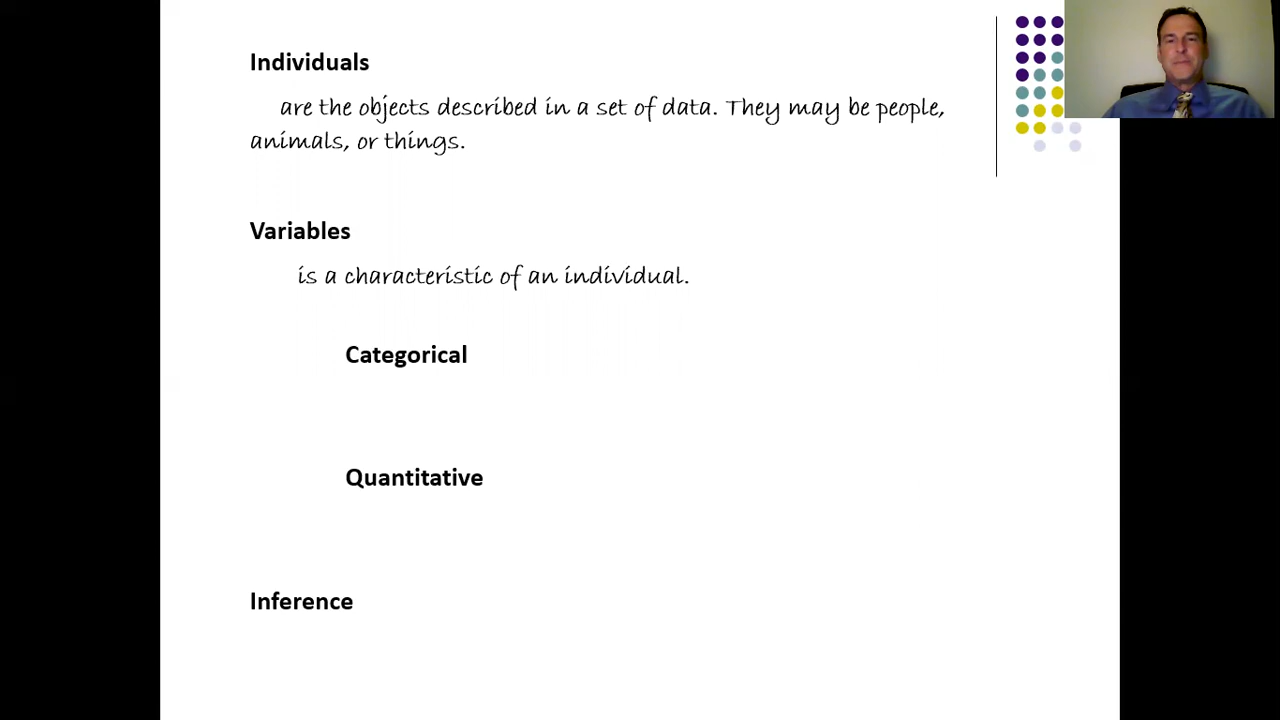 Individuals
are the objects described in a set of data. They may be people,
animals, or things.
Variables
is a characteristic of an individual.
Categorical
Quantitative
Inference